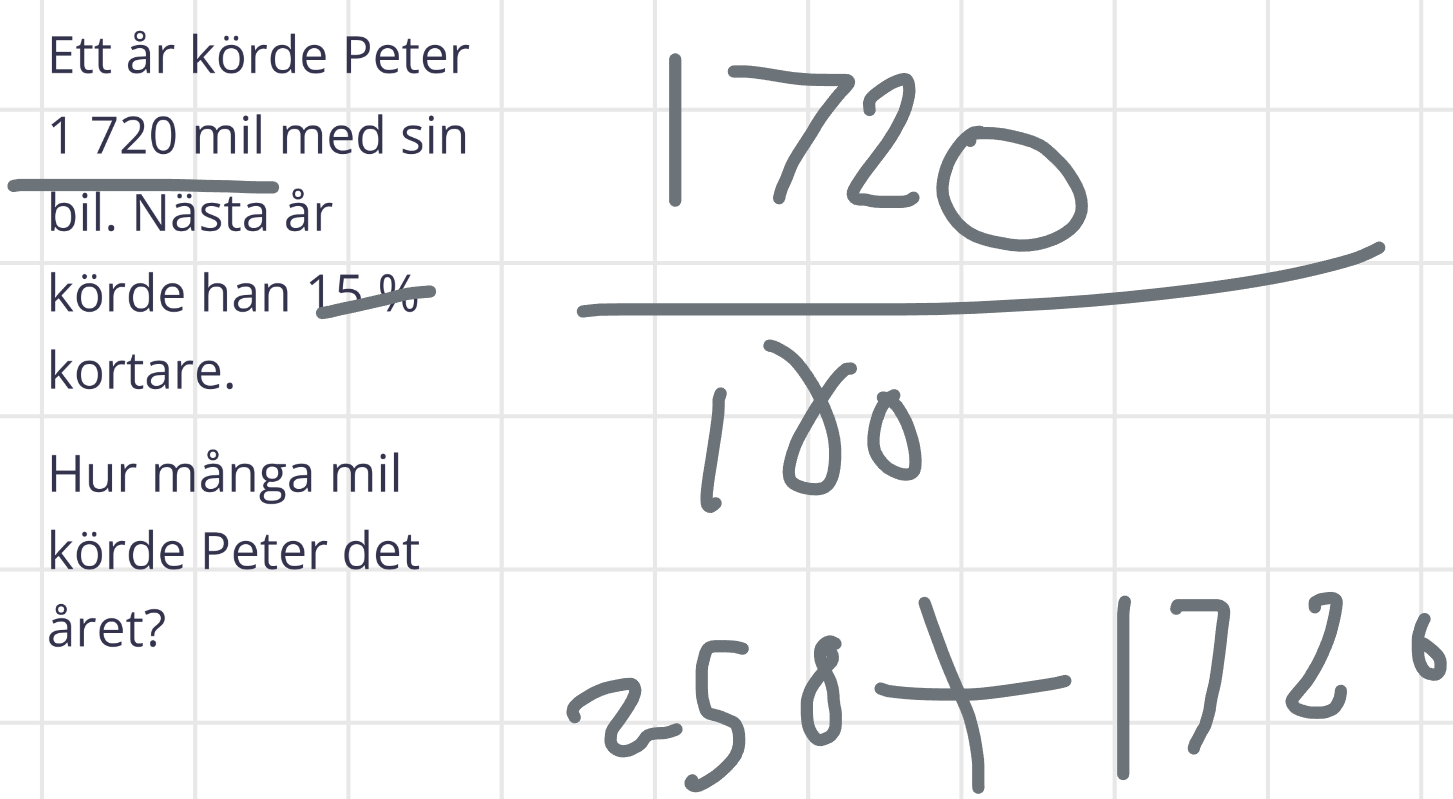 Ett år körde Peter
1 720 mil med sin
bil. Nästa år
körde han 15 %
kortare.
Hur många mil
körde Peter det
året?
1720
180
258+1720